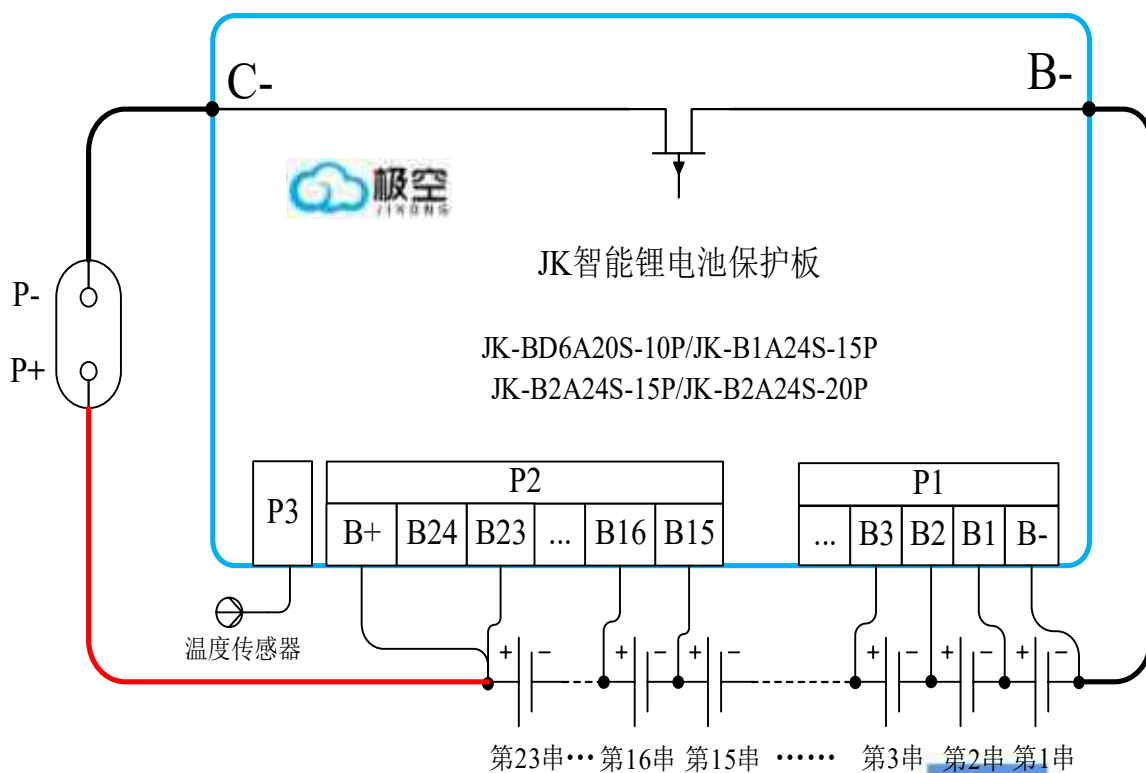 C- B-
极空
JIKONG
JK智能锂电池保护板
P-
P+
JK-BD6A20S-10P/JK-B1A24S-15P
JK-B2A24S-15P/JK-B2A24S-20P
P3
P2
B+ B24 B23 ... B16 B15
P1
... B3 B2 B1 B-
温度传感器
+ − + − + − + − + − + −
第23串··· 第16串 第15串 ······ 第3串 第2串 第1串